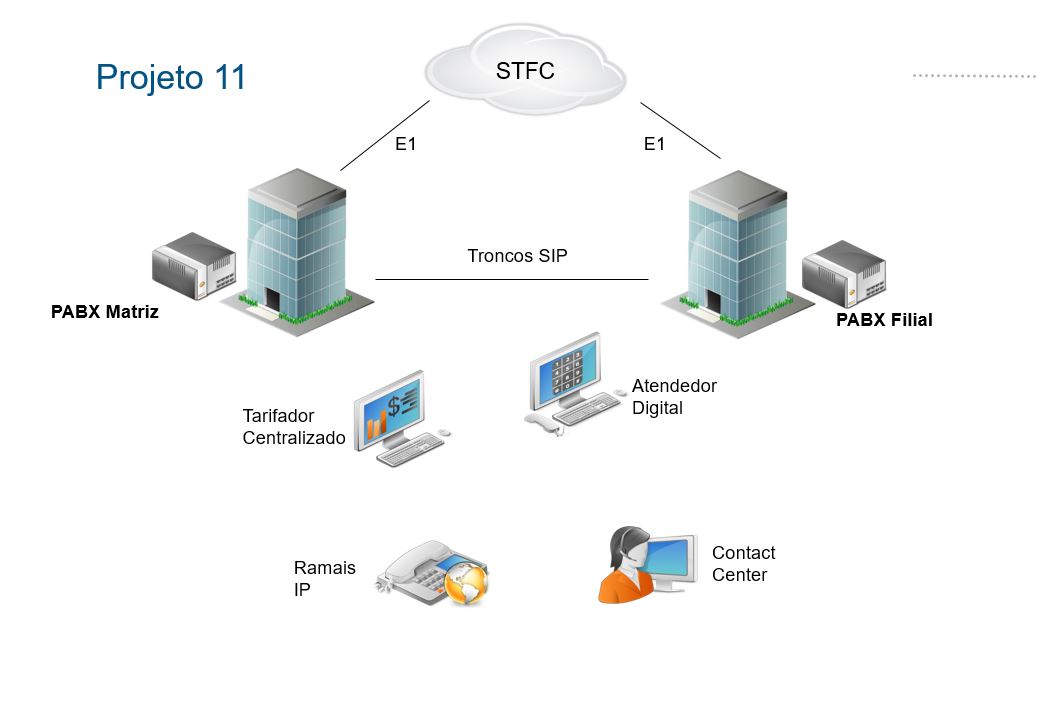 STFC
Projeto 11
E1
E1
Troncos SIP
PABX Matriz
PABX Filial
Atendedor
Digital
Tarifador
Centralizado
Contact
Center
Ramais
IP